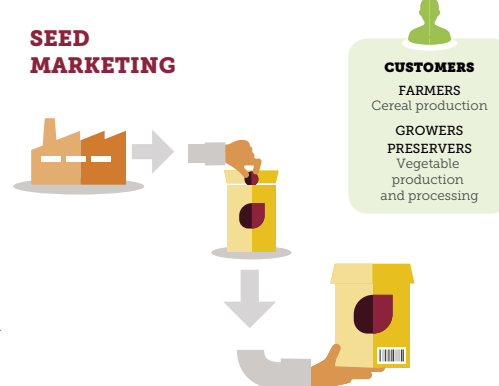 SEED
MARKETING
CUSTOMERS
FARMERS
Cereal production
GROWERS
PRESERVERS
Vegetable
production
and processing